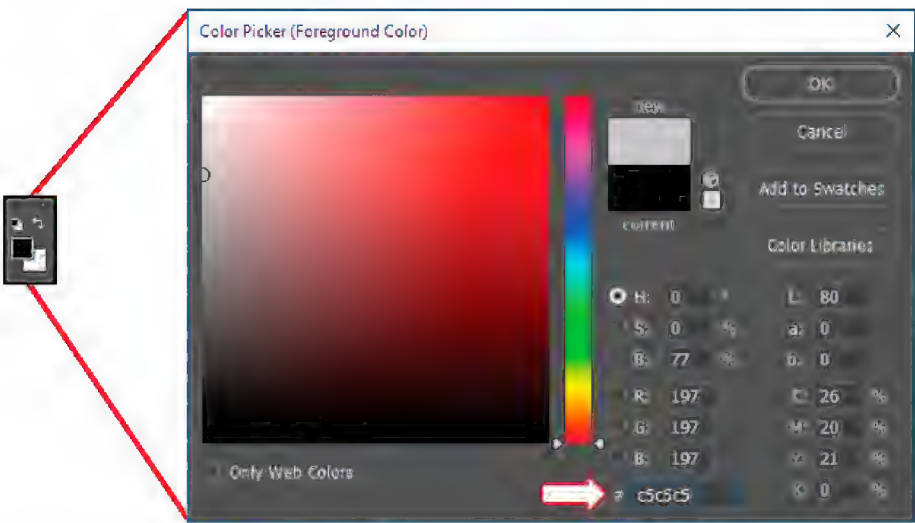 Color Picker (Foreground Color)
OK
new
Cancel
Add to Swatches
current
Color Libraries
H: 0 °
L: 80
S: 0 %
a: 0
B: 77 %
b: 0
R: 197
C: 26 %
G: 197
M: 20 %
B: 197
Y: 21 %
Only Web Colors
# c5c5c5
K: 0 %